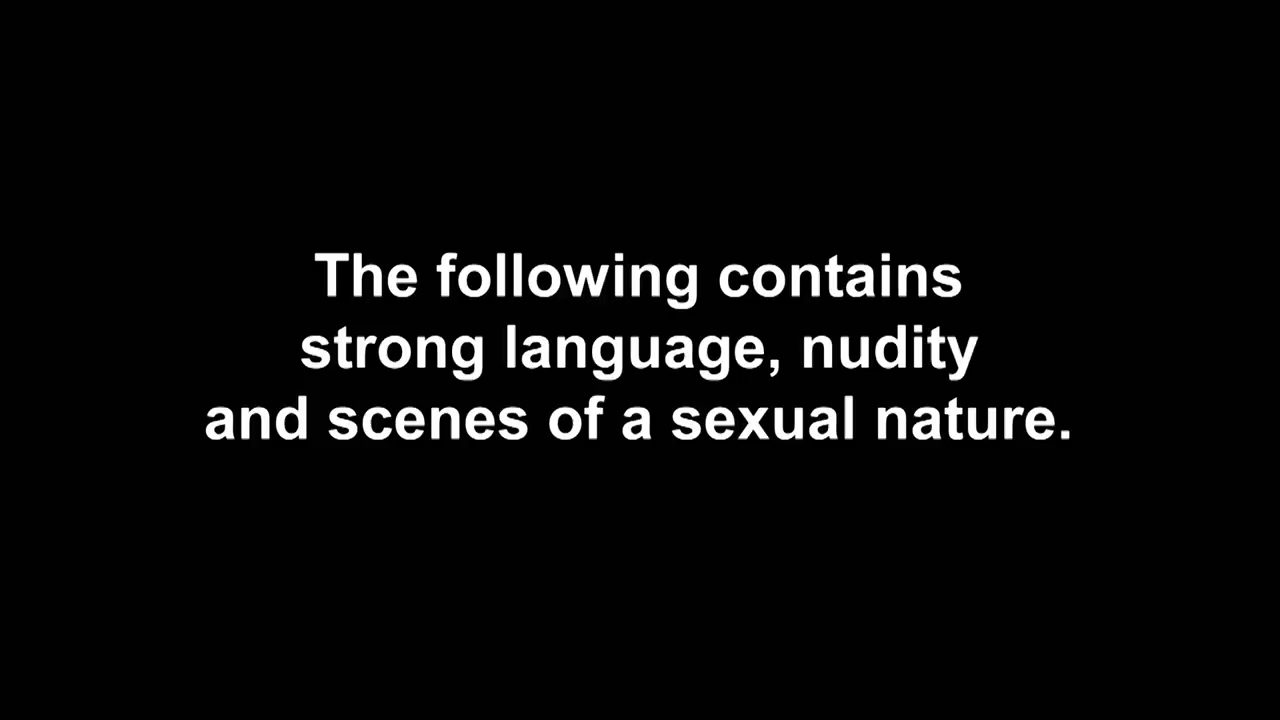 The following contains
strong language, nudity
and scenes of a sexual nature.